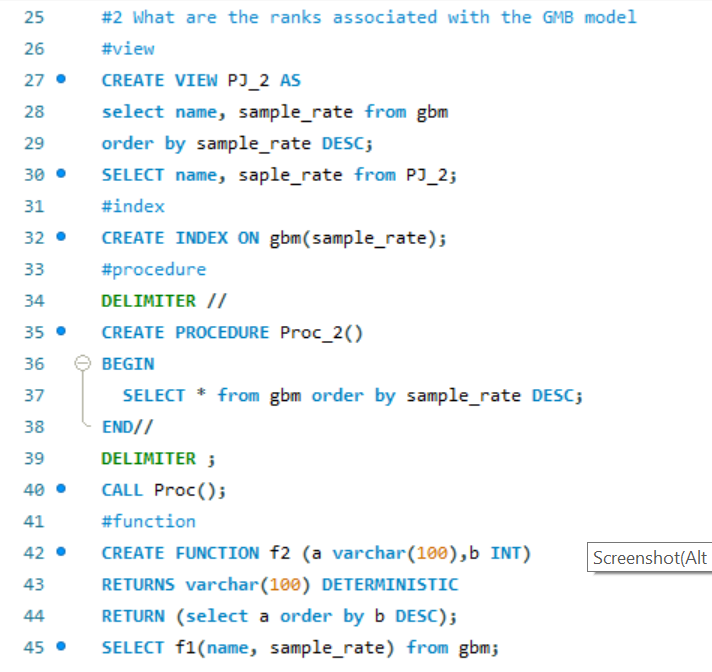 25 #2 What are the ranks associated with the GMB model
26 #view
27 CREATE VIEW PJ_2 AS
28 select name, sample_rate from gbm
29 order by sample_rate DESC;
30 SELECT name, saple_rate from PJ_2;
31 #index
32 CREATE INDEX ON gbm(sample_rate);
33 #procedure
34 DELIMITER //
35 CREATE PROCEDURE Proc_2()
36 BEGIN
37 SELECT * from gbm order by sample_rate DESC;
38 END//
39 DELIMITER ;
40 CALL Proc();
41 #function
42 CREATE FUNCTION f2 (a varchar(100),b INT)
Screenshot(Alt
43 RETURNS varchar(100) DETERMINISTIC
44 RETURN (select a order by b DESC);
45 SELECT f1(name, sample_rate) from gbm;